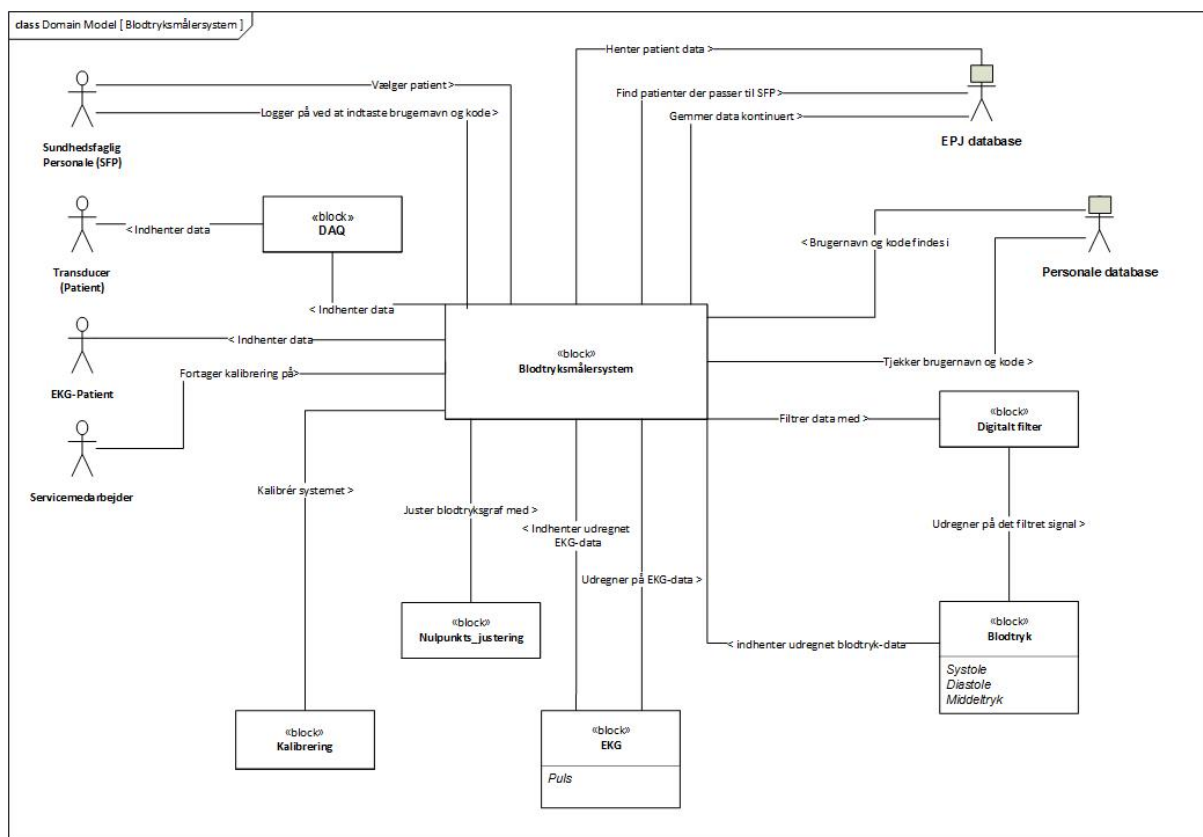 class Domain Model [ Blodtryksmålersystem ]
Henter patient data >
Vælger patient >
Find patienter der passer til SFP >
Logger på ved at indtaste brugernavn og kode >
Gemmer data kontinuert >
EPJ database
Sundhedsfaglig
Personale (SFP)
«block»
DAQ
< Indhenter data
< Brugernavn og kode findes i
Transducer
(Patient)
Personale database
< Indhenter data
< Indhenter data
«block»
Blodtryksmålersystem
Tjekker brugernavn og kode >
Fortager kalibrering på>
EKG-Patient
«block»
Digitalt filter
Filtrer data med >
Servicemedarbejder
Kalibrér systemet >
Juster blodtryksgraf med >
< Indhenter udregnet
EKG-data
Udregner på det filtret signal >
Udregner på EKG-data >
«block»
Nulpunkts_justering
«block»
Blodtryk
< indhenter udregnet blodtryk-data
Systole
Diastole
Middeltryk
«block»
Kalibrering
«block»
EKG
Puls